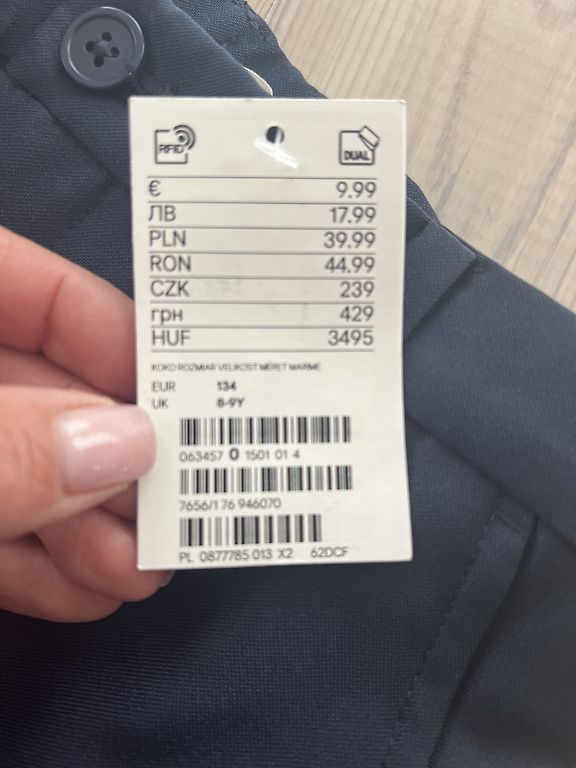 RFID
DUAL
€ 9.99
ЛВ 17.99
PLN 39.99
RON 44.99
CZK 239
грн 429
HUF 3495
KOKO ROZMIAR VELIKOST MÉRET MARIME
EUR 134
UK 8-9Y
063457 0 1501 01 4
7656/1 76 946070
PL 0877785 013 X2 62DCF